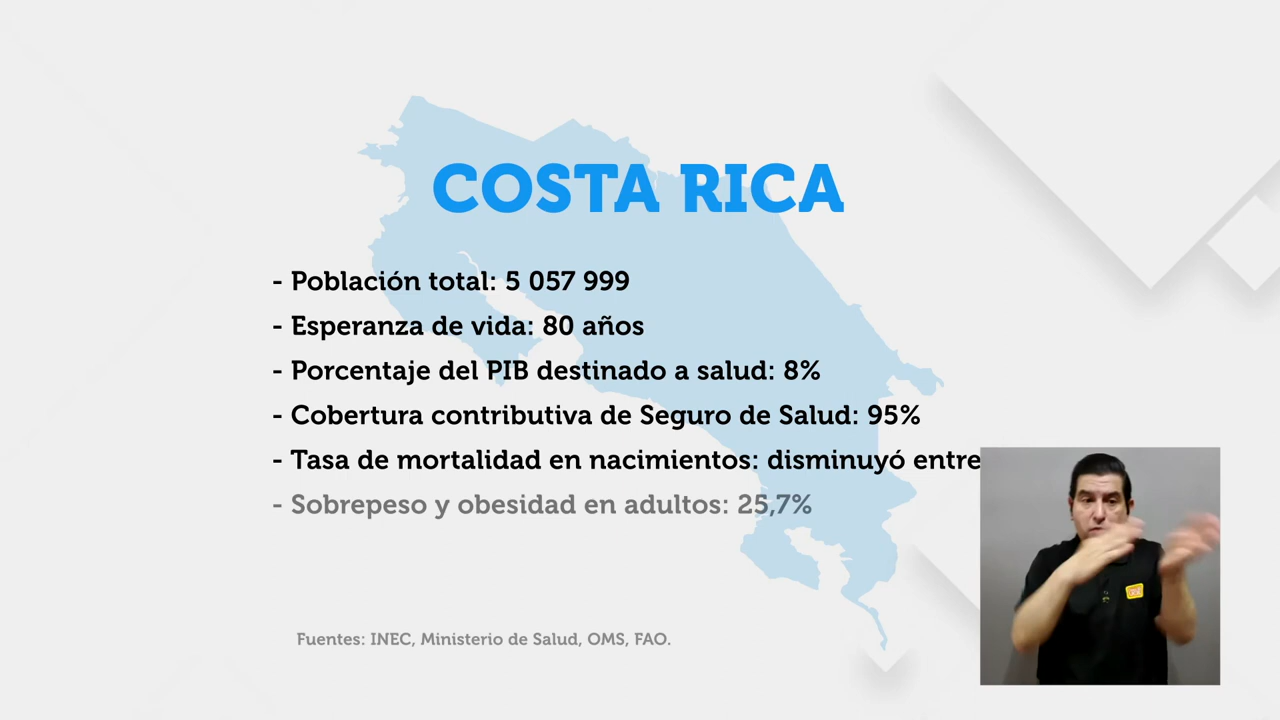 COSTA RICA
- Población total: 5 057 999
- Esperanza de vida: 80 años
- Porcentaje del PIB destinado a salud: 8%
- Cobertura contributiva de Seguro de Salud: 95%
- Tasa de mortalidad en nacimientos: disminuyó entre
- Sobrepeso y obesidad en adultos: 25,7%
Fuentes: INEC, Ministerio de Salud, OMS, FAO.